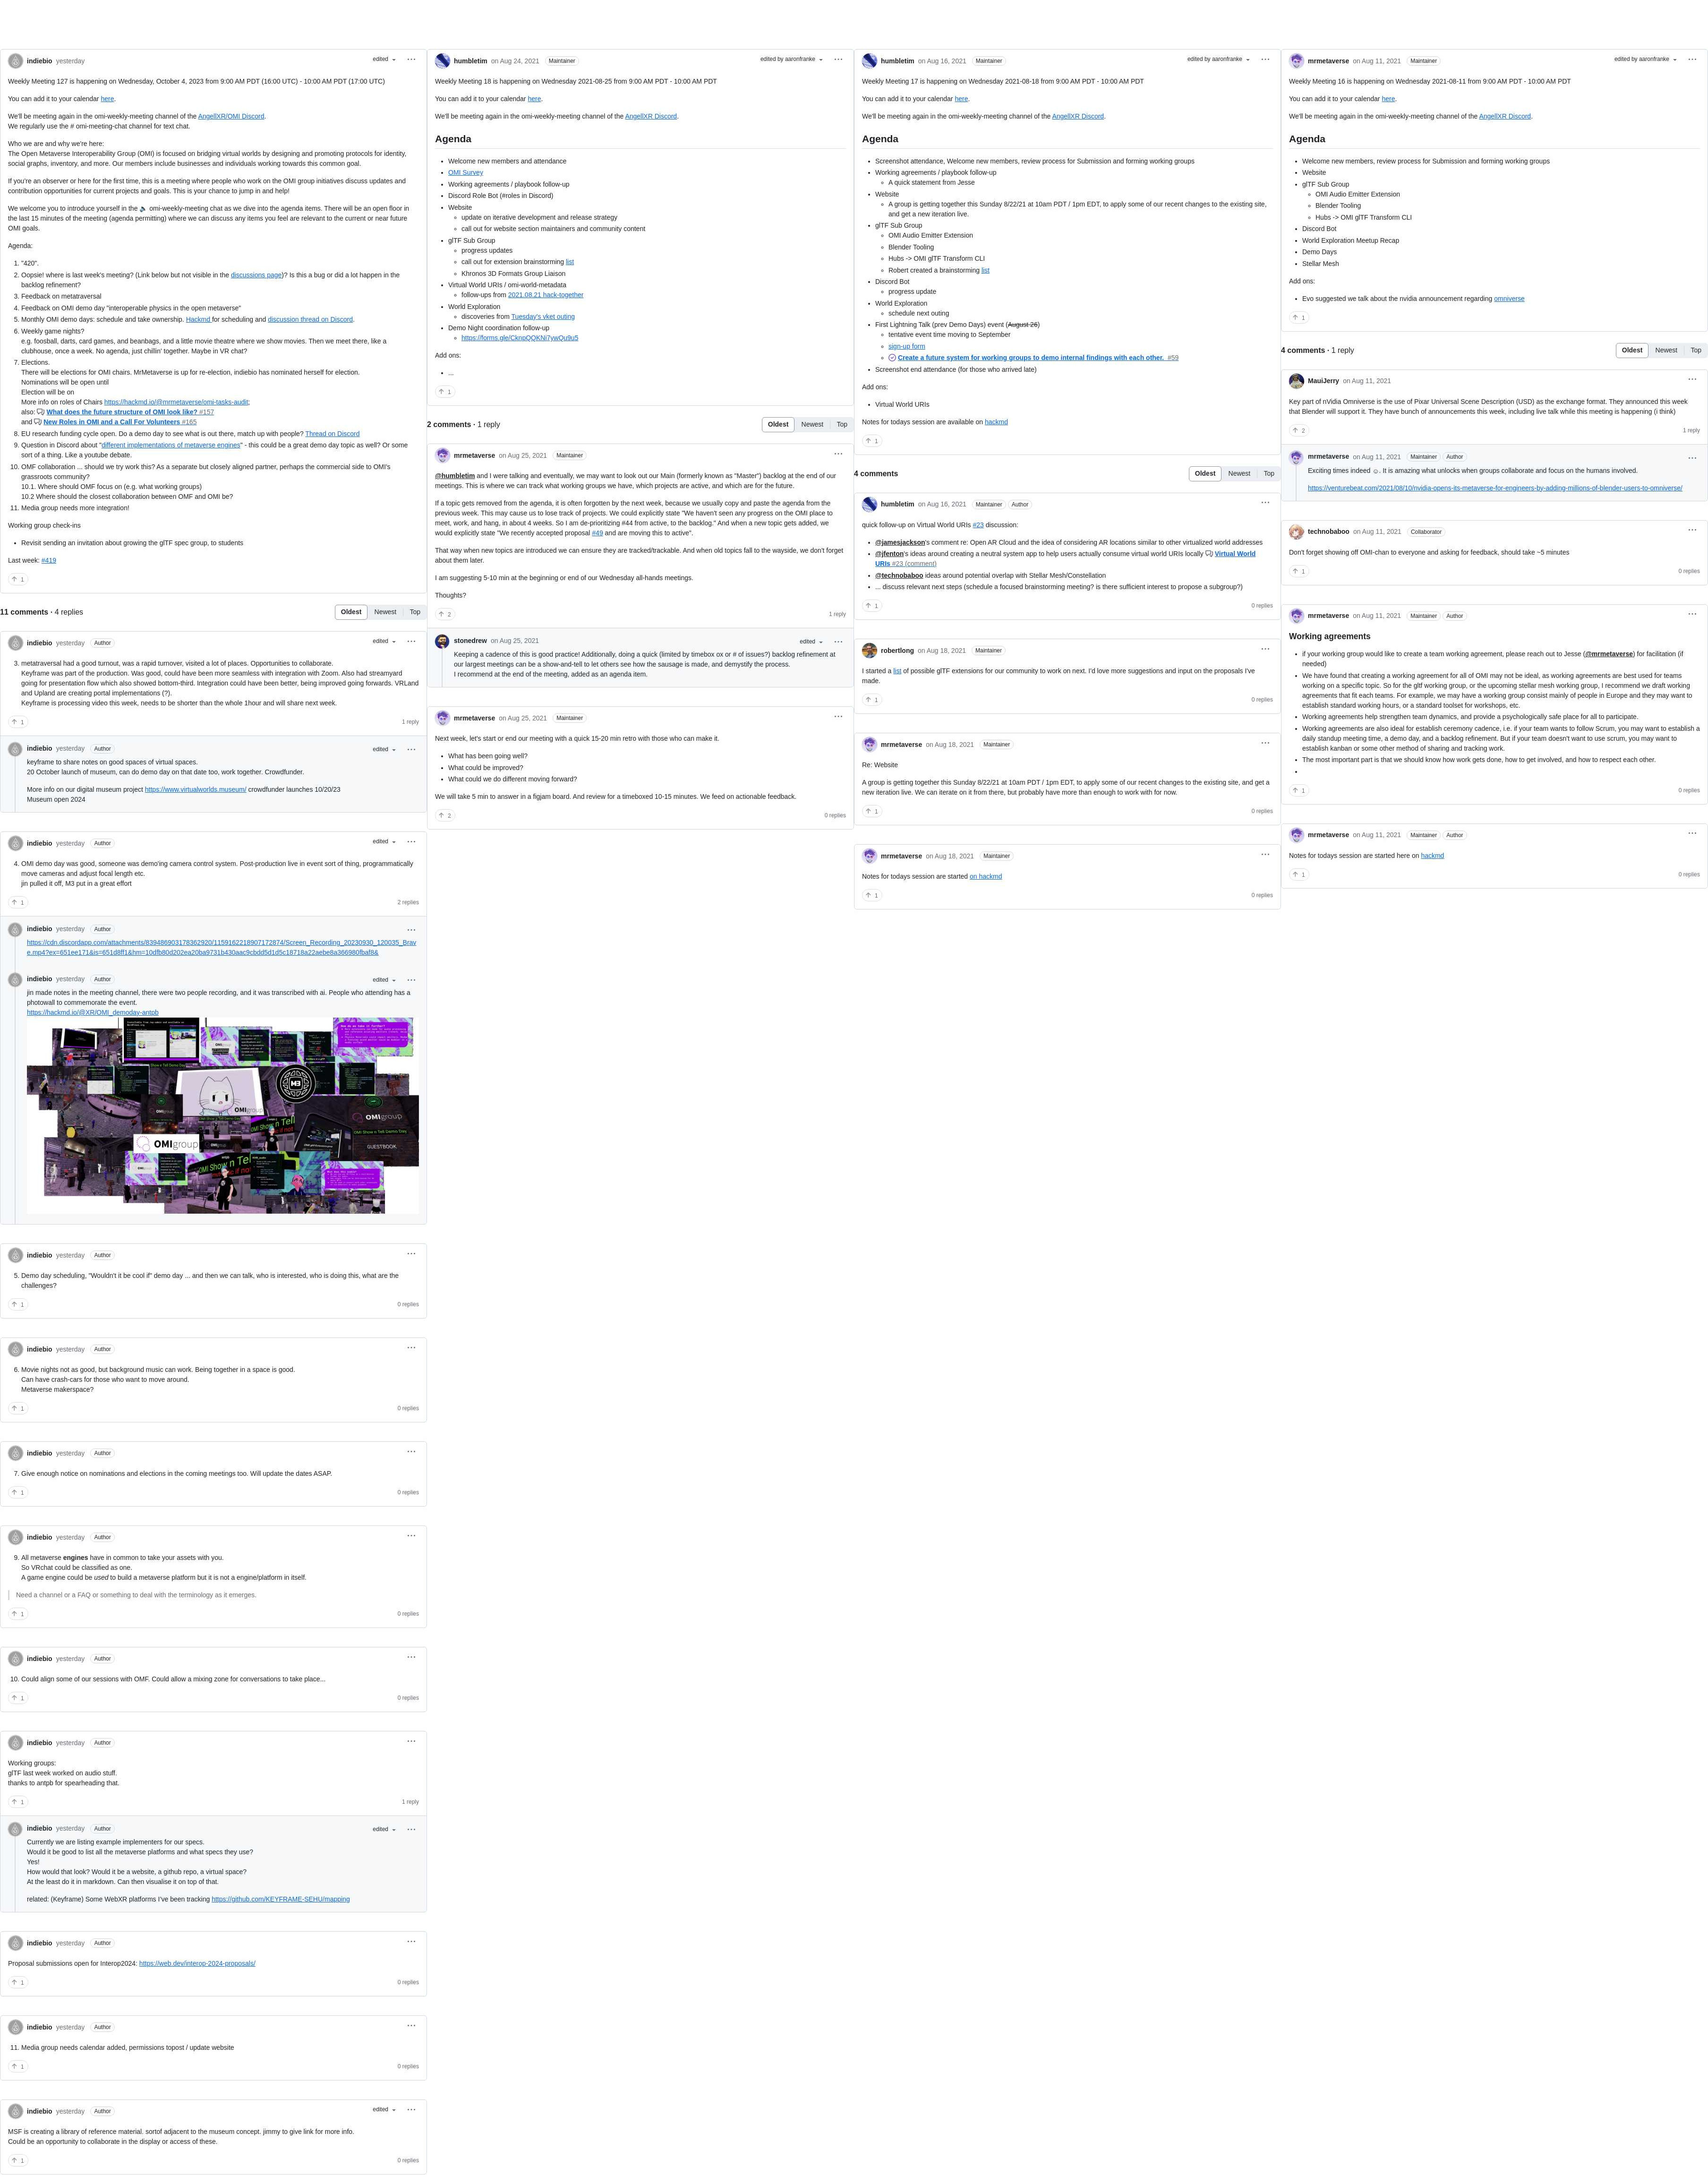 indiebio yesterday edited
Weekly Meeting 127 is happening on Wednesday, October 4, 2023 from 9:00 AM PDT (16:00 UTC) - 10:00 AM PDT (17:00 UTC)
You can add it to your calendar here.
We'll be meeting again in the omi-weekly-meeting channel of the AngellXR/OMI Discord.
We regularly use the # omi-meeting-chat channel for text chat.
Who we are and why we're here:
The Open Metaverse Interoperability Group (OMI) is focused on bridging virtual worlds by designing and promoting protocols for identity,
social graphs, inventory, and more. Our members include businesses and individuals working towards this common goal.
If you're an observer or here for the first time, this is a meeting where people who work on the OMI group initiatives discuss updates and
contribution opportunities for current projects and goals. This is your chance to jump in and help!
We welcome you to introduce yourself in the 🔈 omi-weekly-meeting chat as we dive into the agenda items. There will be an open floor in
the last 15 minutes of the meeting (agenda permitting) where we can discuss any items you feel are relevant to the current or near future
OMI goals.
Agenda:
1. "420".
2. Oopsie! where is last week's meeting? (Link below but not visible in the discussions page)? Is this a bug or did a lot happen in the
backlog refinement?
3. Feedback on metatraversal
4. Feedback on OMI demo day "interoperable physics in the open metaverse"
5. Monthly OMI demo days: schedule and take ownership. Hackmd for scheduling and discussion thread on Discord.
6. Weekly game nights?
e.g. foosball, darts, card games, and beanbags, and a little movie theatre where we show movies. Then we meet there, like a
clubhouse, once a week. No agenda, just chillin' together. Maybe in VR chat?
7. Elections.
There will be elections for OMI chairs. MrMetaverse is up for re-election, indiebio has nominated herself for election.
Nominations will be open until
Election will be on
More info on roles of Chairs https://hackmd.io/@mrmetaverse/omi-tasks-audit;
also: What does the future structure of OMI look like? #157
and New Roles in OMI and a Call For Volunteers #165
8. EU research funding cycle open. Do a demo day to see what is out there, match up with people? Thread on Discord
9. Question in Discord about "different implementations of metaverse engines" - this could be a great demo day topic as well? Or some
sort of a thing. Like a youtube debate.
10. OMF collaboration ... should we try work this? As a separate but closely aligned partner, perhaps the commercial side to OMI's
grassroots community?
10.1. Where should OMF focus on (e.g. what working groups)
10.2 Where should the closest collaboration between OMF and OMI be?
11. Media group needs more integration!
Working group check-ins
• Revisit sending an invitation about growing the glTF spec group, to students
Last week: #419
1
11 comments · 4 replies Oldest Newest Top
indiebio yesterday Author edited
3. metatraversal had a good turnout, was a rapid turnover, visited a lot of places. Opportunities to collaborate.
Keyframe was part of the production. Was good, could have been more seamless with integration with Zoom. Also had streamyard
going for presentation flow which also showed bottom-third. Integration could have been better, being improved going forwards. VRLand
and Upland are creating portal implementations (?).
Keyframe is processing video this week, needs to be shorter than the whole 1hour and will share next week.
1 1 reply
indiebio yesterday Author edited
keyframe to share notes on good spaces of virtual spaces.
20 October launch of museum, can do demo day on that date too, work together. Crowdfunder.
More info on our digital museum project https://www.virtualworlds.museum/ crowdfunder launches 10/20/23
Museum open 2024
indiebio yesterday Author edited
4. OMI demo day was good, someone was demo'ing camera control system. Post-production live in event sort of thing, programmatically
move cameras and adjust focal length etc.
jin pulled it off, M3 put in a great effort
1 2 replies
indiebio yesterday Author
https://cdn.discordapp.com/attachments/839486903178362920/1159162218907172874/Screen_Recording_20230930_120035_Brav
e.mp4?ex=651ee171&is=651d8ff1&hm=10dfb80d202ea20ba9731b430aac9cbdd5d1d5c18718a22aebe8a366980fbaf8&
indiebio yesterday Author edited
jin made notes in the meeting channel, there were two people recording, and it was transcribed with ai. People who attending has a
photowall to commemorate the event.
https://hackmd.io/@XR/OMI_demoday-antpb
M3
OMIgroup
OMIgroup
OMIgroup
GUESTBOOK
OMI Show n Tell
indiebio yesterday Author
5. Demo day scheduling, "Wouldn't it be cool if" demo day ... and then we can talk, who is interested, who is doing this, what are the
challenges?
1 0 replies
indiebio yesterday Author
6. Movie nights not as good, but background music can work. Being together in a space is good.
Can have crash-cars for those who want to move around.
Metaverse makerspace?
1 0 replies
indiebio yesterday Author
7. Give enough notice on nominations and elections in the coming meetings too. Will update the dates ASAP.
1 0 replies
indiebio yesterday Author
9. All metaverse engines have in common to take your assets with you.
So VRchat could be classified as one.
A game engine could be used to build a metaverse platform but it is not a engine/platform in itself.
Need a channel or a FAQ or something to deal with the terminology as it emerges.
1 0 replies
indiebio yesterday Author
10. Could align some of our sessions with OMF. Could allow a mixing zone for conversations to take place...
1 0 replies
indiebio yesterday Author
Working groups:
glTF last week worked on audio stuff.
thanks to antpb for spearheading that.
1 1 reply
indiebio yesterday Author edited
Currently we are listing example implementers for our specs.
Would it be good to list all the metaverse platforms and what specs they use?
Yes!
How would that look? Would it be a website, a github repo, a virtual space?
At the least do it in markdown. Can then visualise it on top of that.
related: (Keyframe) Some WebXR platforms I've been tracking https://github.com/KEYFRAME-SEHU/mapping
indiebio yesterday Author
Proposal submissions open for Interop2024: https://web.dev/interop-2024-proposals/
1 0 replies
indiebio yesterday Author
11. Media group needs calendar added, permissions topost / update website
1 0 replies
indiebio yesterday Author edited
MSF is creating a library of reference material. sortof adjacent to the museum concept. jimmy to give link for more info.
Could be an opportunity to collaborate in the display or access of these.
1 0 replies
humbletim on Aug 24, 2021 Maintainer edited by aaronfranke
Weekly Meeting 18 is happening on Wednesday 2021-08-25 from 9:00 AM PDT - 10:00 AM PDT
You can add it to your calendar here.
We'll be meeting again in the omi-weekly-meeting channel of the AngellXR Discord.
Agenda
• Welcome new members and attendance
• OMI Survey
• Working agreements / playbook follow-up
• Discord Role Bot (#roles in Discord)
• Website
update on iterative development and release strategy
call out for website section maintainers and community content
• glTF Sub Group
progress updates
call out for extension brainstorming list
Khronos 3D Formats Group Liaison
• Virtual World URIs / omi-world-metadata
follow-ups from 2021.08.21 hack-together
• World Exploration
discoveries from Tuesday's vket outing
• Demo Night coordination follow-up
https://forms.gle/CknpQQKNi7ywQu9u5
Add ons:
• ...
1
2 comments · 1 reply Oldest Newest Top
mrmetaverse on Aug 25, 2021 Maintainer
@humbletim and I were talking and eventually, we may want to look out our Main (formerly known as "Master") backlog at the end of our
meetings. This is where we can track what working groups we have, which projects are active, and which are for the future.
If a topic gets removed from the agenda, it is often forgotten by the next week, because we usually copy and paste the agenda from the
previous week. This may cause us to lose track of projects. We could explicitly state "We haven't seen any progress on the OMI place to
meet, work, and hang, in about 4 weeks. So I am de-prioritizing #44 from active, to the backlog." And when a new topic gets added, we
would explicitly state "We recently accepted proposal #49 and are moving this to active".
That way when new topics are introduced we can ensure they are tracked/trackable. And when old topics fall to the wayside, we don't forget
about them later.
I am suggesting 5-10 min at the beginning or end of our Wednesday all-hands meetings.
Thoughts?
2 1 reply
stonedrew on Aug 25, 2021 edited
Keeping a cadence of this is good practice! Additionally, doing a quick (limited by timebox ox or # of issues?) backlog refinement at
our largest meetings can be a show-and-tell to let others see how the sausage is made, and demystify the process.
I recommend at the end of the meeting, added as an agenda item.
mrmetaverse on Aug 25, 2021 Maintainer
Next week, let's start or end our meeting with a quick 15-20 min retro with those who can make it.
• What has been going well?
• What could be improved?
• What could we do different moving forward?
We will take 5 min to answer in a figjam board. And review for a timeboxed 10-15 minutes. We feed on actionable feedback.
2 0 replies
humbletim on Aug 16, 2021 Maintainer edited by aaronfranke
Weekly Meeting 17 is happening on Wednesday 2021-08-18 from 9:00 AM PDT - 10:00 AM PDT
You can add it to your calendar here.
We'll be meeting again in the omi-weekly-meeting channel of the AngellXR Discord.
Agenda
• Screenshot attendance, Welcome new members, review process for Submission and forming working groups
• Working agreements / playbook follow-up
A quick statement from Jesse
• Website
A group is getting together this Sunday 8/22/21 at 10am PDT / 1pm EDT, to apply some of our recent changes to the existing site,
and get a new iteration live.
• glTF Sub Group
OMI Audio Emitter Extension
Blender Tooling
Hubs -> OMI glTF Transform CLI
Robert created a brainstorming list
• Discord Bot
progress update
• World Exploration
schedule next outing
• First Lightning Talk (prev Demo Days) event (August 26)
tentative event time moving to September
sign-up form
Create a future system for working groups to demo internal findings with each other. #59
• Screenshot end attendance (for those who arrived late)
Add ons:
• Virtual World URIs
Notes for todays session are available on hackmd
1
4 comments Oldest Newest Top
humbletim on Aug 16, 2021 Maintainer Author
quick follow-up on Virtual World URIs #23 discussion:
• @jamesjackson's comment re: Open AR Cloud and the idea of considering AR locations similar to other virtualized world addresses
• @jfenton's ideas around creating a neutral system app to help users actually consume virtual world URIs locally Virtual World
URIs #23 (comment)
• @technobaboo ideas around potential overlap with Stellar Mesh/Constellation
• ... discuss relevant next steps (schedule a focused brainstorming meeting? is there sufficient interest to propose a subgroup?)
1 0 replies
robertlong on Aug 18, 2021 Maintainer
I started a list of possible glTF extensions for our community to work on next. I'd love more suggestions and input on the proposals I've
made.
1 0 replies
mrmetaverse on Aug 18, 2021 Maintainer
Re: Website
A group is getting together this Sunday 8/22/21 at 10am PDT / 1pm EDT, to apply some of our recent changes to the existing site, and get a
new iteration live. We can iterate on it from there, but probably have more than enough to work with for now.
1 0 replies
mrmetaverse on Aug 18, 2021 Maintainer
Notes for todays session are started on hackmd
1 0 replies
mrmetaverse on Aug 11, 2021 Maintainer edited by aaronfranke
Weekly Meeting 16 is happening on Wednesday 2021-08-11 from 9:00 AM PDT - 10:00 AM PDT
You can add it to your calendar here.
We'll be meeting again in the omi-weekly-meeting channel of the AngellXR Discord.
Agenda
• Welcome new members, review process for Submission and forming working groups
• Website
• glTF Sub Group
OMI Audio Emitter Extension
Blender Tooling
Hubs -> OMI glTF Transform CLI
• Discord Bot
• World Exploration Meetup Recap
• Demo Days
• Stellar Mesh
Add ons:
• Evo suggested we talk about the nvidia announcement regarding omniverse
1
4 comments · 1 reply Oldest Newest Top
MauiJerry on Aug 11, 2021
Key part of nVidia Omniverse is the use of Pixar Universal Scene Description (USD) as the exchange format. They announced this week
that Blender will support it. They have bunch of announcements this week, including live talk while this meeting is happening (i think)
2 1 reply
mrmetaverse on Aug 11, 2021 Maintainer Author
Exciting times indeed ☺. It is amazing what unlocks when groups collaborate and focus on the humans involved.
https://venturebeat.com/2021/08/10/nvidia-opens-its-metaverse-for-engineers-by-adding-millions-of-blender-users-to-omniverse/
technobaboo on Aug 11, 2021 Collaborator
Don't forget showing off OMI-chan to everyone and asking for feedback, should take ~5 minutes
1 0 replies
mrmetaverse on Aug 11, 2021 Maintainer Author
Working agreements
• if your working group would like to create a team working agreement, please reach out to Jesse (@mrmetaverse) for facilitation (if
needed)
• We have found that creating a working agreement for all of OMI may not be ideal, as working agreements are best used for teams
working on a specific topic. So for the gltf working group, or the upcoming stellar mesh working group, I recommend we draft working
agreements that fit each teams. For example, we may have a working group consist mainly of people in Europe and they may want to
establish standard working hours, or a standard toolset for workshops, etc.
• Working agreements help strengthen team dynamics, and provide a psychologically safe place for all to participate.
• Working agreements are also ideal for establish ceremony cadence, i.e. if your team wants to follow Scrum, you may want to establish a
daily standup meeting time, a demo day, and a backlog refinement. But if your team doesn't want to use scrum, you may want to
establish kanban or some other method of sharing and tracking work.
• The most important part is that we should know how work gets done, how to get involved, and how to respect each other.
•
1 0 replies
mrmetaverse on Aug 11, 2021 Maintainer Author
Notes for todays session are started here on hackmd
1 0 replies